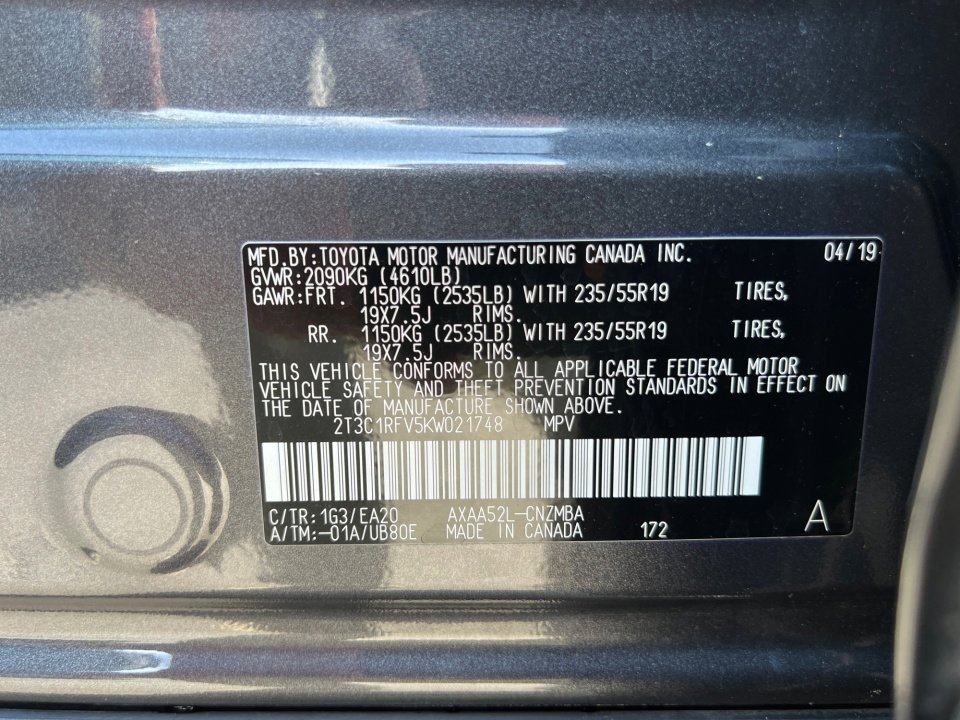 MFD.BY:TOYOTA MOTOR MANUFACTURING CANADA INC. 04/19
GVWR:2090KG (4610LB)
GAWR:FRT. 1150KG (2535LB) WITH 235/55R19 TIRES,
19X7.5J RIMS.
RR. 1150KG (2535LB) WITH 235/55R19 TIRES,
19X7.5J RIMS.
THIS VEHICLE CONFORMS TO ALL APPLICABLE FEDERAL MOTOR
VEHICLE SAFETY AND THEFT PREVENTION STANDARDS IN EFFECT ON
THE DATE OF MANUFACTURE SHOWN ABOVE.
2T3C1RFV5KW021748 MPV
C/TR:1G3/EA20 AXAA52L-CNZMBA A
A/TM:-01A/UB80E MADE IN CANADA 172